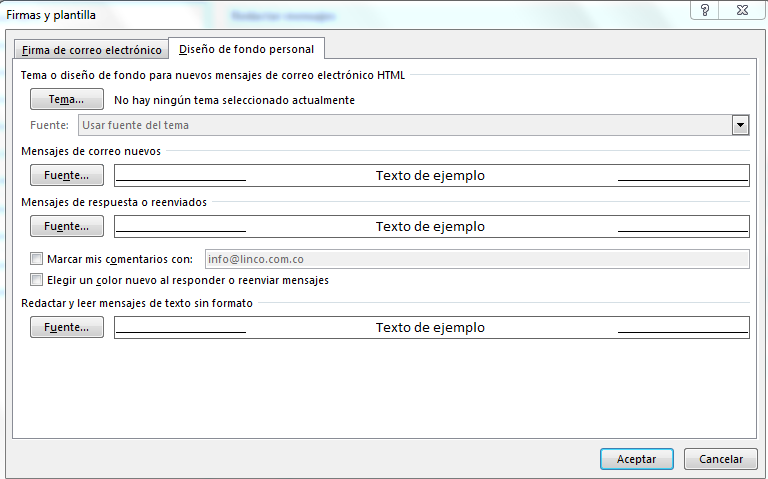 Firmas y plantilla
Redactar mensajes
Firma de correo electrónico
Diseño de fondo personal
Tema o diseño de fondo para nuevos mensajes de correo electrónico HTML
Tema... No hay ningún tema seleccionado actualmente
Fuente: Usar fuente del tema
Mensajes de correo nuevos
Fuente... Texto de ejemplo
Mensajes de respuesta o reenviados
Fuente... Texto de ejemplo
Marcar mis comentarios con: info@linco.com.co
Elegir un color nuevo al responder o reenviar mensajes
Redactar y leer mensajes de texto sin formato
Fuente... Texto de ejemplo
Aceptar Cancelar